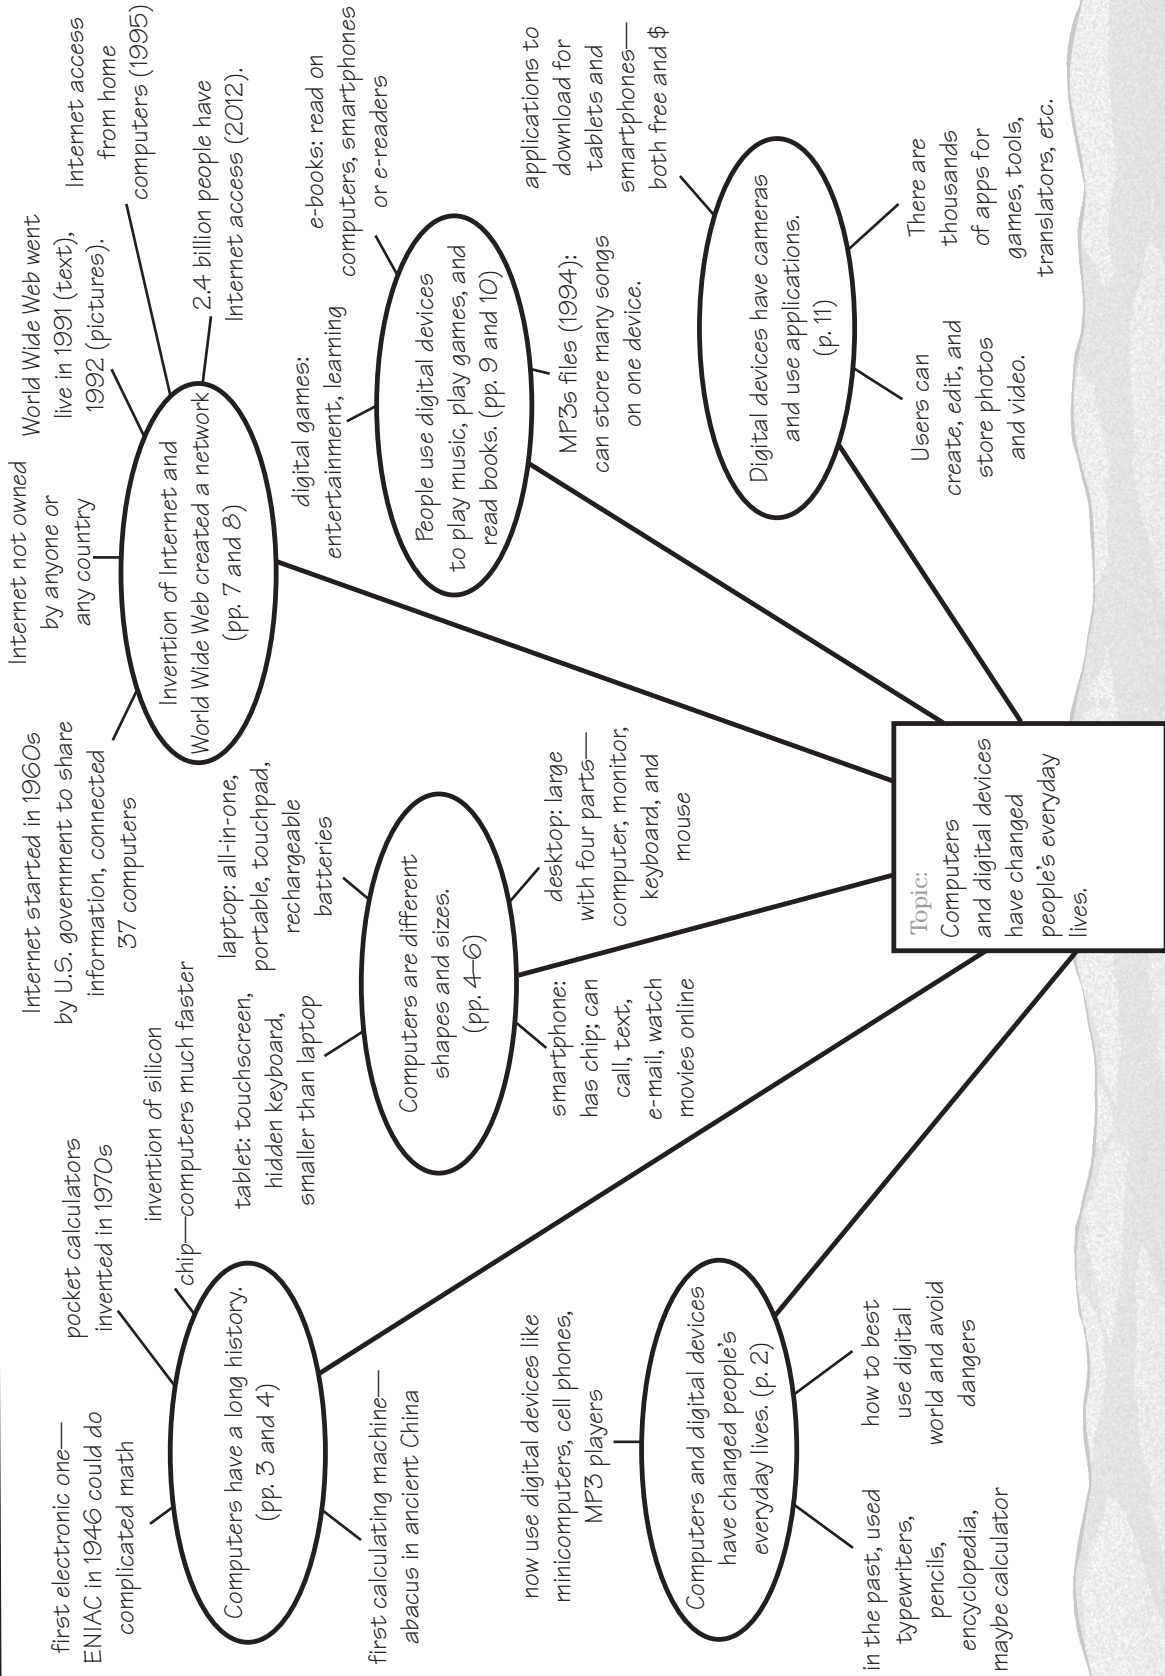 Topic:
Computers
and digital devices
have changed
people's everyday
lives.
Computers and digital devices
have changed people's
everyday lives. (p. 2)
in the past, used
typewriters,
pencils,
encyclopedia,
maybe calculator
now use digital devices like
minicomputers, cell phones,
MP3 players
how to best
use digital
world and avoid
dangers
Computers have a long history.
(pp. 3 and 4)
first calculating machine—
abacus in ancient China
first electronic one—
ENIAC in 1946 could do
complicated math
pocket calculators
invented in 1970s
invention of silicon
chip—computers much faster
Computers are different
shapes and sizes.
(pp. 4–6)
smartphone:
has chip; can
call, text,
e-mail, watch
movies online
tablet: touchscreen,
hidden keyboard,
smaller than laptop
laptop: all-in-one,
portable, touchpad,
rechargeable
batteries
desktop: large
with four parts—
computer, monitor,
keyboard, and
mouse
Invention of Internet and
World Wide Web created a network
(pp. 7 and 8)
Internet started in 1960s
by U.S. government to share
information, connected
37 computers
Internet not owned
by anyone or
any country
World Wide Web went
live in 1991 (text),
1992 (pictures).
Internet access
from home
computers (1995)
2.4 billion people have
Internet access (2012).
People use digital devices
to play music, play games, and
read books. (pp. 9 and 10)
digital games:
entertainment, learning
e-books: read on
computers, smartphones
or e-readers
MP3s files (1994):
can store many songs
on one device.
Digital devices have cameras
and use applications.
(p. 11)
applications to
download for
tablets and
smartphones—
both free and $
There are
thousands
of apps for
games, tools,
translators, etc.
Users can
create, edit, and
store photos
and video.